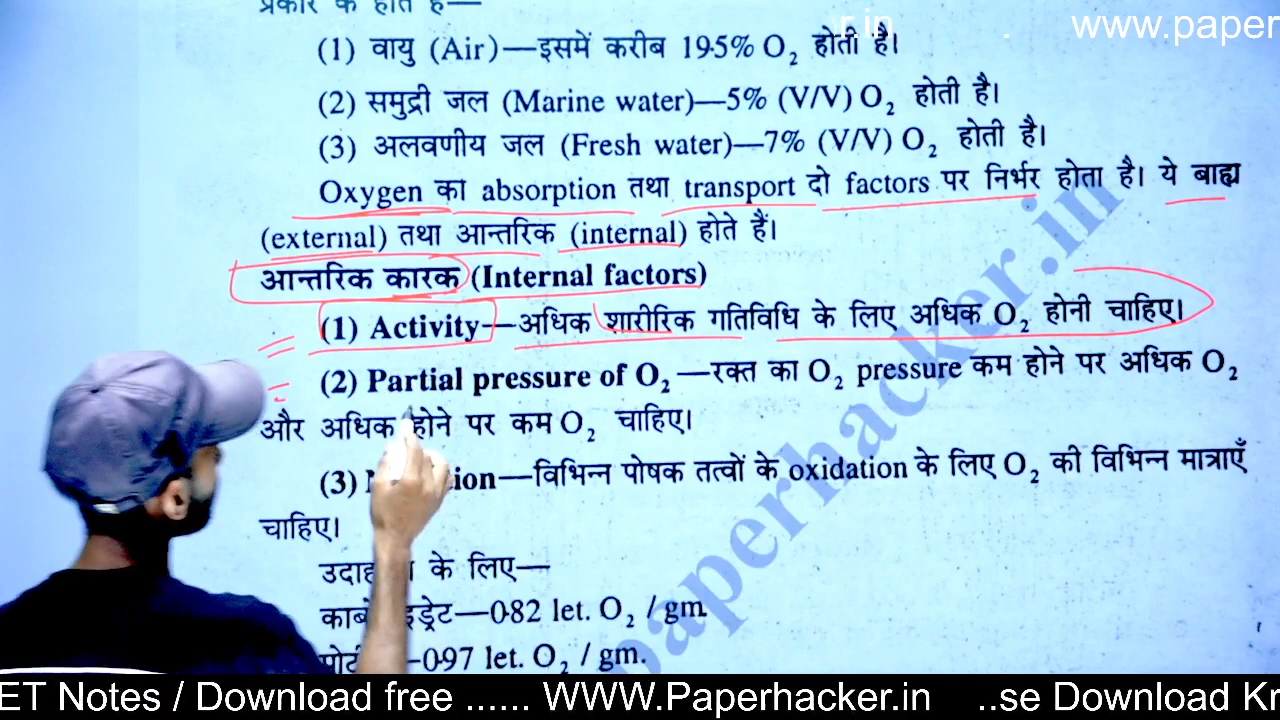 .in . www.paper
प्रकार के होते हैं—
(1) वायु (Air)—इसमें करीब 19·5% O₂ होती है।
(2) समुद्री जल (Marine water)—5% (V/V) O₂ होती है।
(3) अलवणीय जल (Fresh water)—7% (V/V) O₂ होती है।
Oxygen का absorption तथा transport दो factors पर निर्भर होता है। ये बाह्य
(external) तथा आन्तरिक (internal) होते हैं।
आन्तरिक कारक (Internal factors)
(1) Activity—अधिक शारीरिक गतिविधि के लिए अधिक O₂ होनी चाहिए।
(2) Partial pressure of O₂—रक्त का O₂ pressure कम होने पर अधिक O₂
और अधिक होने पर कम O₂ चाहिए।
(3) —विभिन्न पोषक तत्वों के oxidation के लिए O₂ की विभिन्न मात्राएँ
चाहिए।
के लिए—
—0·82 let. O₂ / gm.
—0·97 let. O₂ / gm.
paperhacker.in
ET Notes / Download free ...... WWW.Paperhacker.in ..se Download Kr